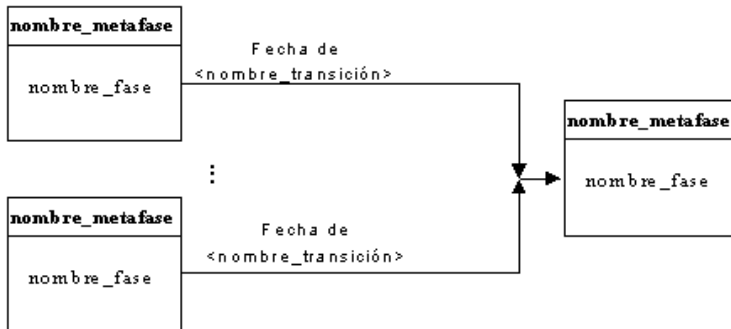 nombre_metafase
nombre_fase
Fecha de
<nombre_transición>
nombre_metafase
nombre_fase
⋮
nombre_metafase
nombre_fase
Fecha de
<nombre_transición>